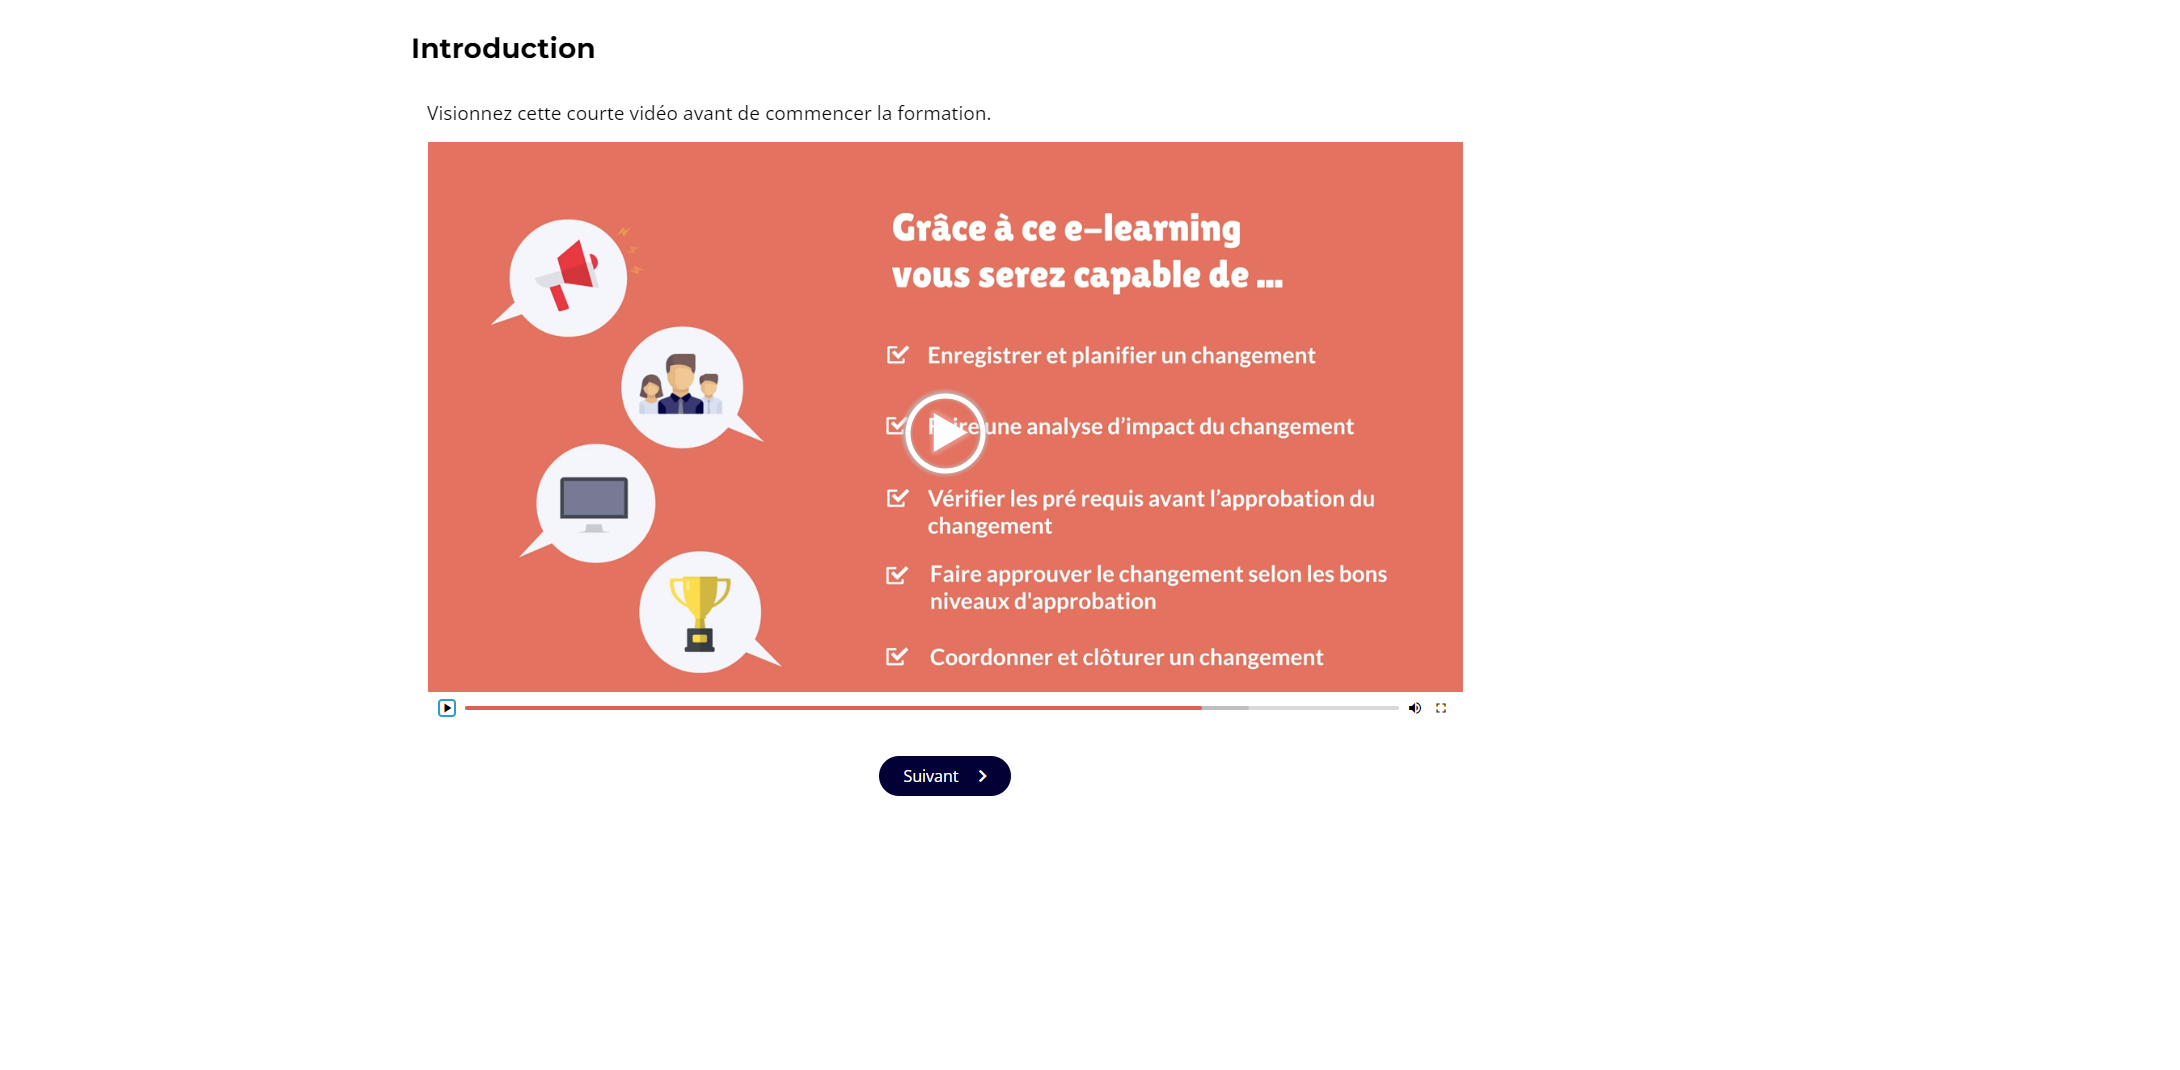 Introduction
Visionnez cette courte vidéo avant de commencer la formation.
Grâce à ce e-learning
vous serez capable de ...
Enregistrer et planifier un changement
Faire une analyse d’impact du changement
Vérifier les pré requis avant l’approbation du
changement
Faire approuver le changement selon les bons
niveaux d'approbation
Coordonner et clôturer un changement
Suivant